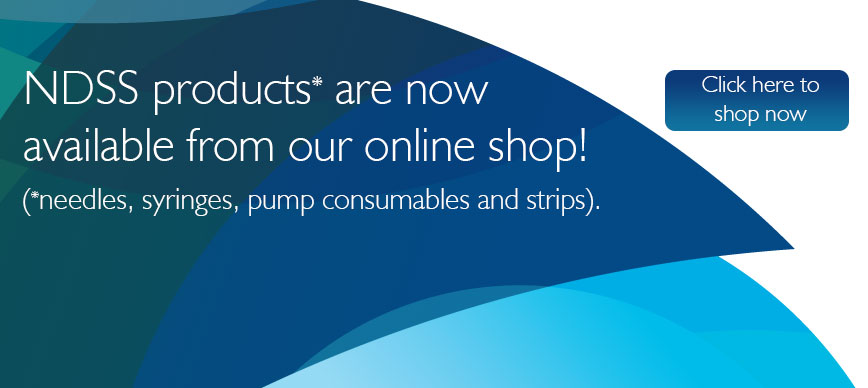 NDSS products* are now
available from our online shop!
(*needles, syringes, pump consumables and strips).
Click here to
shop now